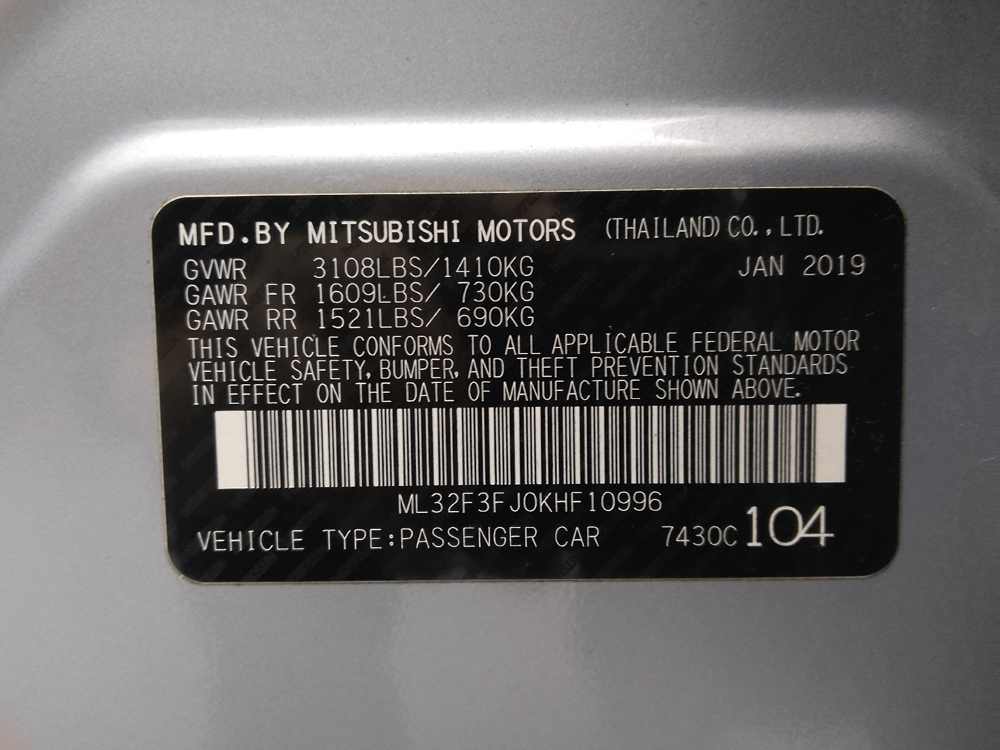 MFD.BY MITSUBISHI MOTORS (THAILAND) CO., LTD.
GVWR 3108LBS/1410KG JAN 2019
GAWR FR 1609LBS/ 730KG
GAWR RR 1521LBS/ 690KG
THIS VEHICLE CONFORMS TO ALL APPLICABLE FEDERAL MOTOR
VEHICLE SAFETY, BUMPER, AND THEFT PREVENTION STANDARDS
IN EFFECT ON THE DATE OF MANUFACTURE SHOWN ABOVE.
ML32F3FJ0KHF10996
VEHICLE TYPE:PASSENGER CAR 7430C 104